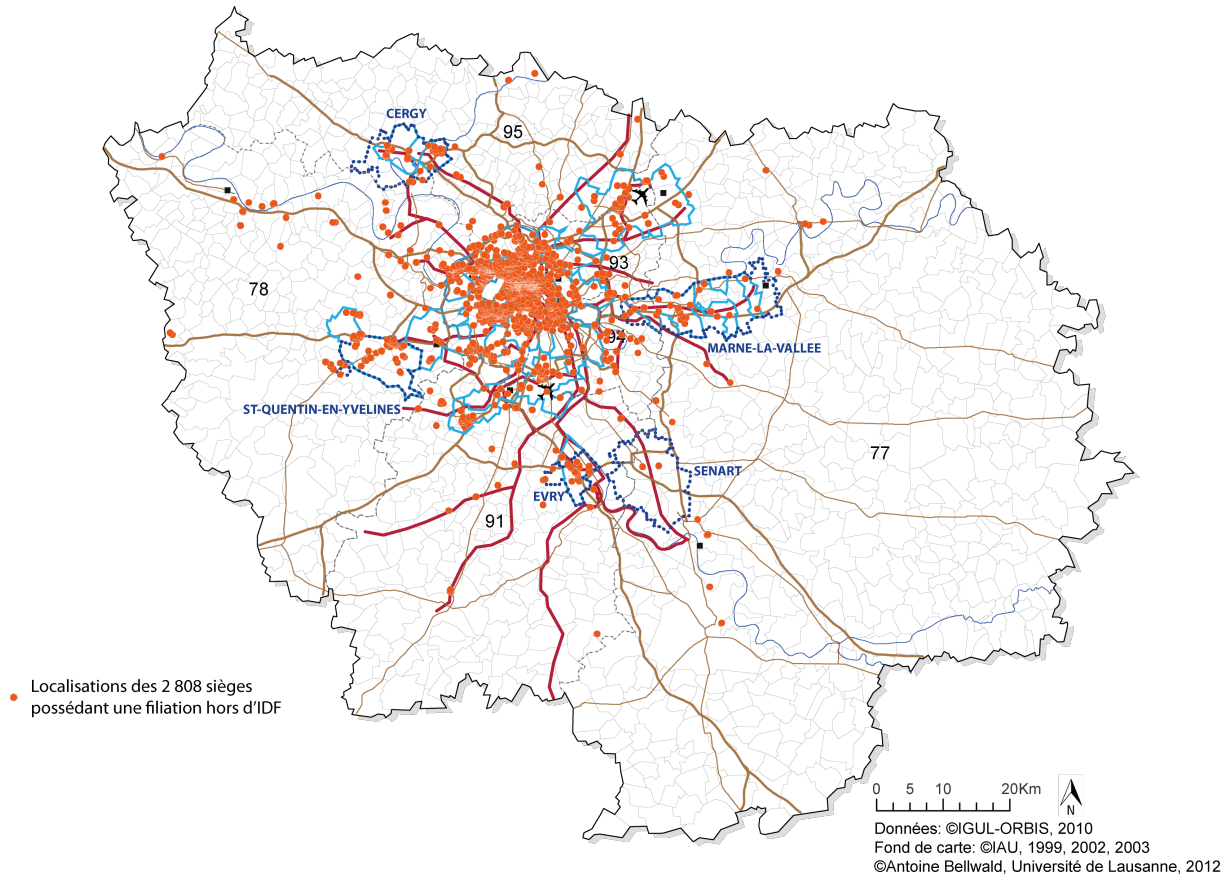 CERGY
95
93
78
92
MARNE-LA-VALLEE
ST-QUENTIN-EN-YVELINES
77
SENART
EVRY
91
Localisations des 2 808 sièges
possédant une filiation hors d'IDF
0 5 10 20Km
N
Données: ©IGUL-ORBIS, 2010
Fond de carte: ©IAU, 1999, 2002, 2003
©Antoine Bellwald, Université de Lausanne, 2012